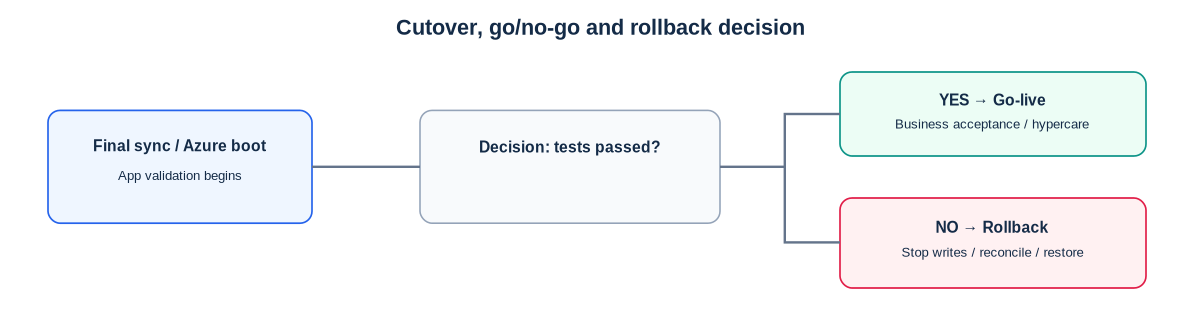 Cutover, go/no-go and rollback decision
Final sync / Azure boot
App validation begins
Decision: tests passed?
YES → Go-live
Business acceptance / hypercare
NO → Rollback
Stop writes / reconcile / restore